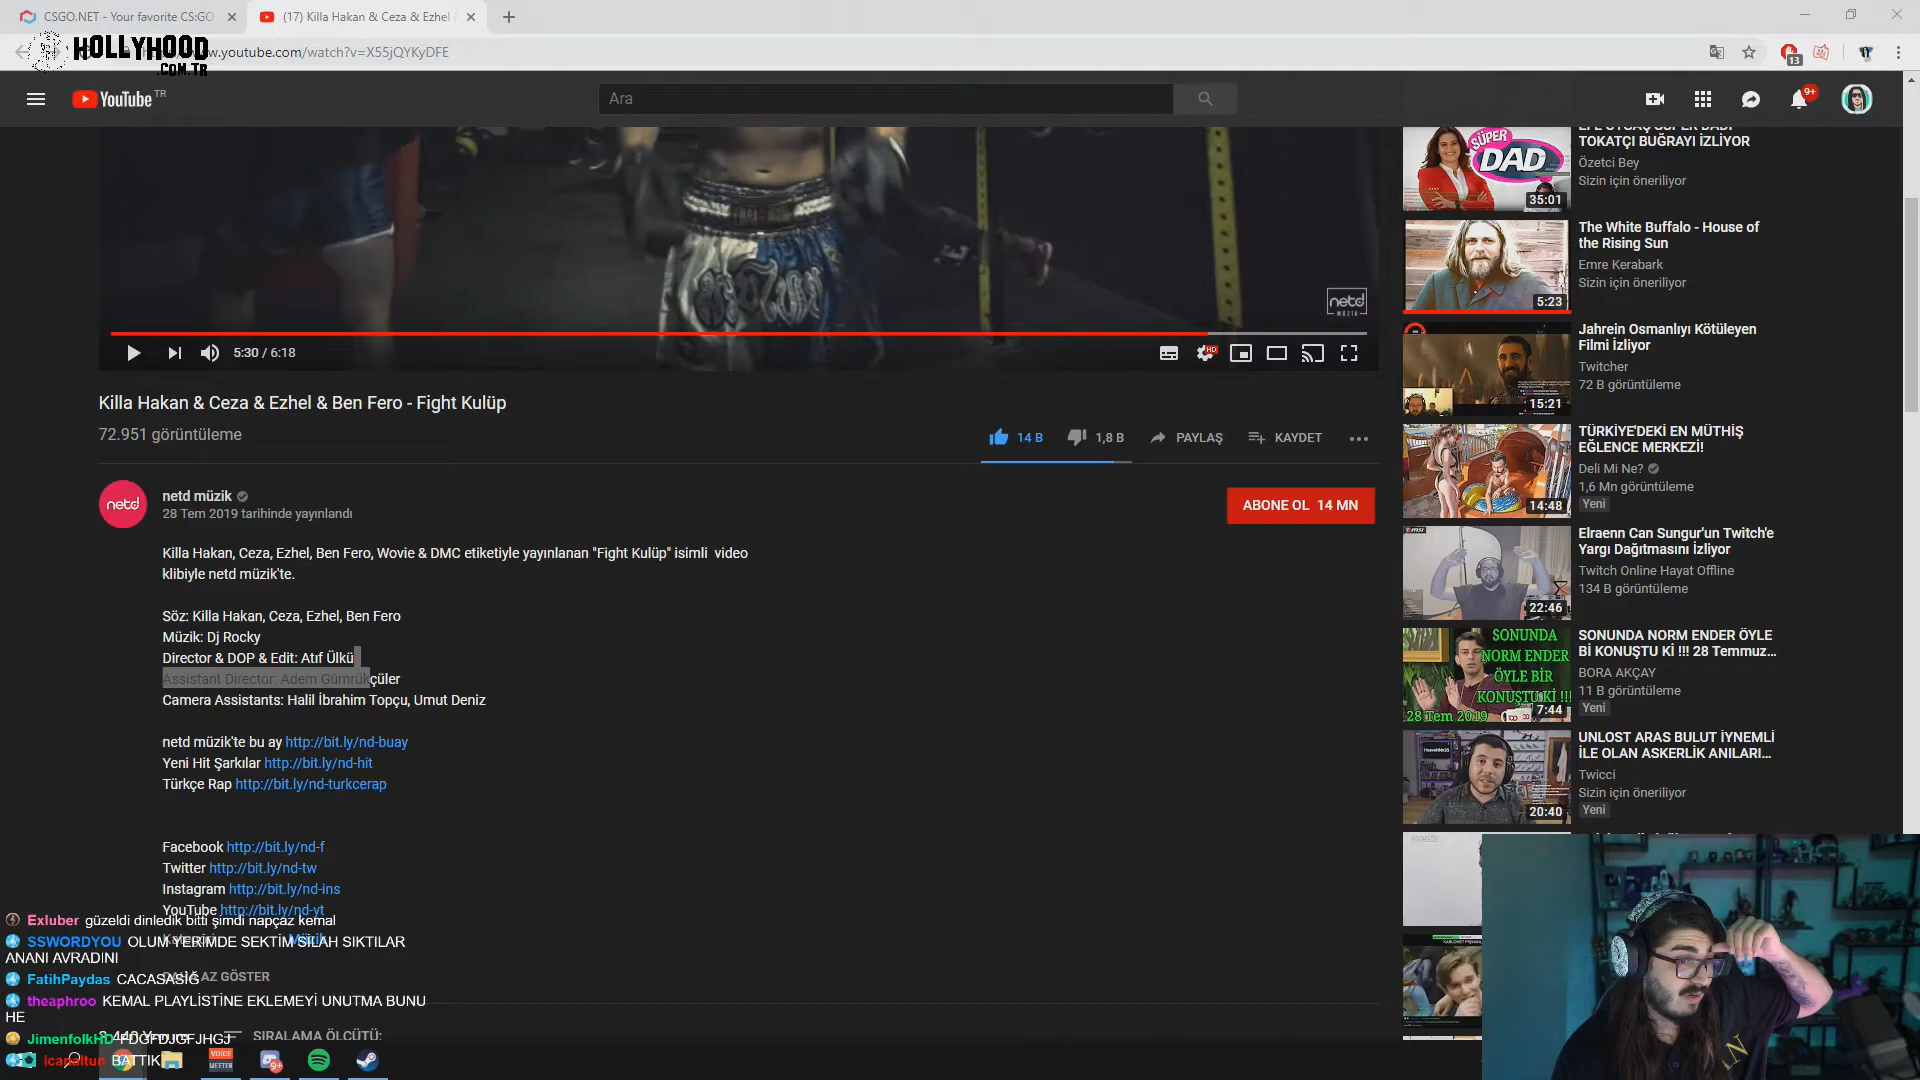 CSGO.NET - Your favorite CS:GO
(17) Killa Hakan & Ceza & Ezhel &
HOLLYHOOD
.COM.TR
w.youtube.com/watch?v=X55jQYKyDFE
13
YouTube TR
Ara
9+
netd
MÜZİK
5:30 / 6:18
HD
Killa Hakan & Ceza & Ezhel & Ben Fero - Fight Kulüp
72.951 görüntüleme
14 B
1,8 B
PAYLAŞ
KAYDET
netd
netd müzik
28 Tem 2019 tarihinde yayınlandı
ABONE OL 14 MN
Killa Hakan, Ceza, Ezhel, Ben Fero, Wovie & DMC etiketiyle yayınlanan "Fight Kulüp" isimli video
klibiyle netd müzik'te.
Söz: Killa Hakan, Ceza, Ezhel, Ben Fero
Müzik: Dj Rocky
Director & DOP & Edit: Atıf Ülkü
Assistant Director: Adem Gümrükçüler
Camera Assistants: Halil İbrahim Topçu, Umut Deniz
netd müzik'te bu ay http://bit.ly/nd-buay
Yeni Hit Şarkılar http://bit.ly/nd-hit
Türkçe Rap http://bit.ly/nd-turkcerap
Facebook http://bit.ly/nd-f
Twitter http://bit.ly/nd-tw
Instagram http://bit.ly/nd-ins
YouTube http://bit.ly/nd-yt
Exluber güzeldi dinledik bitti şimdi napçaz kemal
SSWORDYOU OLUM YERİMDE SEKTİM SİLAH SIKTILAR
ANANI AVRADINI
FatihPaydas CACASASİĞ
DAHA AZ GÖSTER
theaphroo KEMAL PLAYLİSTİNE EKLEMEYİ UNUTMA BUNU
HE
JimenfolkHD FDGFDJGFJHGJ
SIRALAMA ÖLÇÜTÜ:
icanaltun BATTIK
VOICE
MEETER
9+
SÜPER
DAD
35:01
TOKATÇI BUĞRAYI İZLİYOR
Özetci Bey
Sizin için öneriliyor
5:23
The White Buffalo - House of
the Rising Sun
Emre Kerabark
Sizin için öneriliyor
15:21
Jahrein Osmanlıyı Kötüleyen
Filmi İzliyor
Twitcher
72 B görüntüleme
14:48
TÜRKİYE'DEKİ EN MÜTHİŞ
EĞLENCE MERKEZİ!
Deli Mi Ne?
1,6 Mn görüntüleme
Yeni
msi
22:46
Elraenn Can Sungur'un Twitch'e
Yargı Dağıtmasını İzliyor
Twitch Online Hayat Offline
134 B görüntüleme
SONUNDA
NORM ENDER
ÖYLE BİR
KONUŞTU Kİ !!!
28 Tem 2019
7:44
SONUNDA NORM ENDER ÖYLE
Bİ KONUŞTU Kİ !!! 28 Temmuz...
BORA AKÇAY
11 B görüntüleme
Yeni
20:40
UNLOST ARAS BULUT İYNEMLİ
İLE OLAN ASKERLİK ANILARI...
Twicci
Sizin için öneriliyor
Yeni